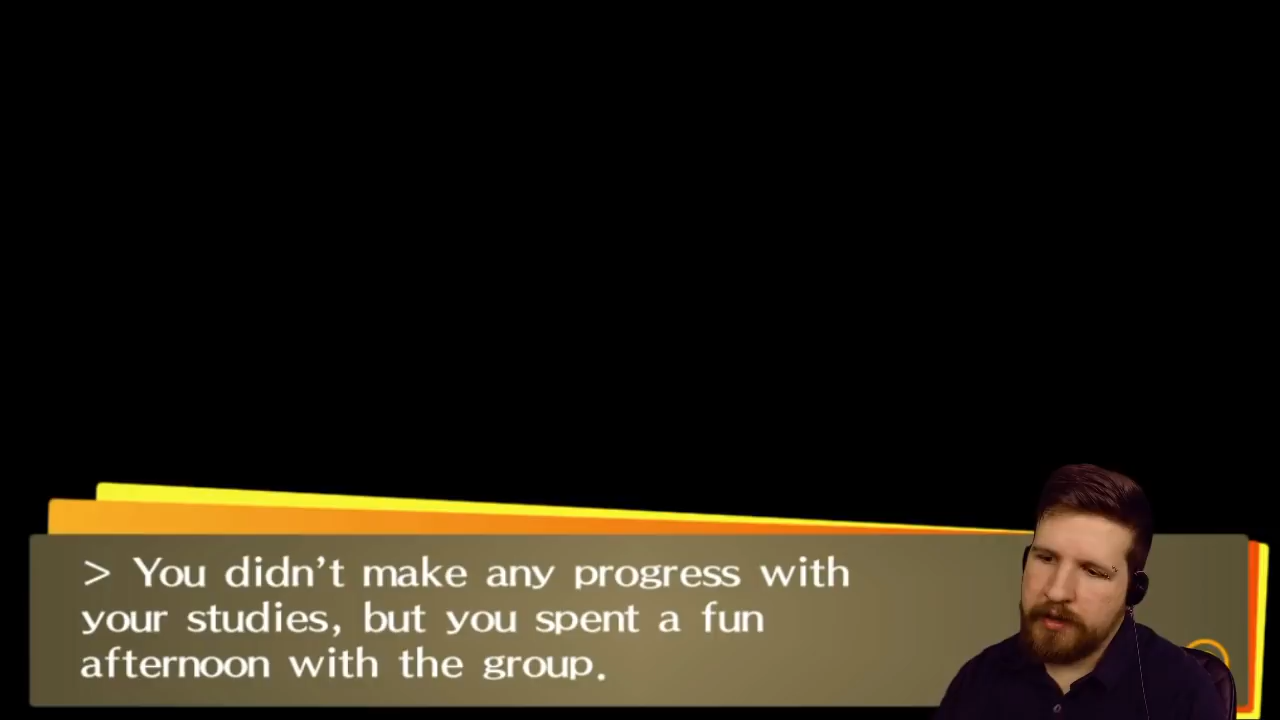 > You didn't make any progress with
your studies, but you spent a fun
afternoon with the group.